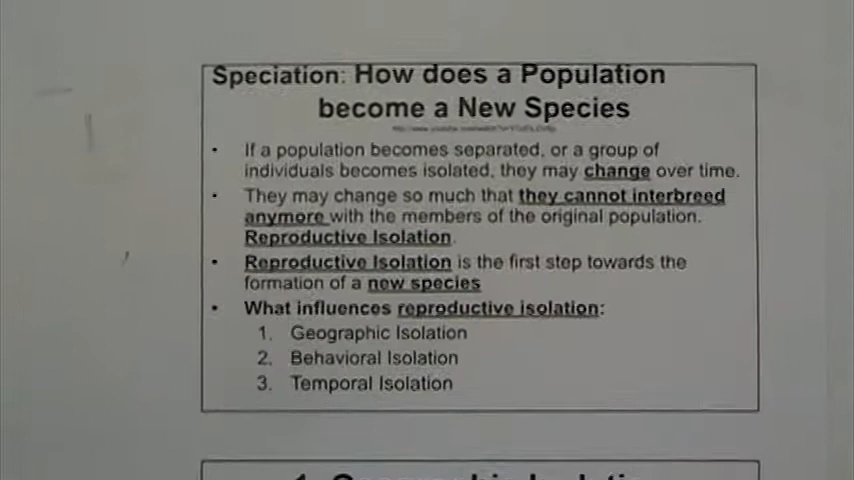 Speciation: How does a Population
become a New Species
• If a population becomes separated, or a group of
individuals becomes isolated, they may change over time.
• They may change so much that they cannot interbreed
anymore with the members of the original population.
Reproductive Isolation.
• Reproductive Isolation is the first step towards the
formation of a new species
• What influences reproductive isolation:
1. Geographic Isolation
2. Behavioral Isolation
3. Temporal Isolation